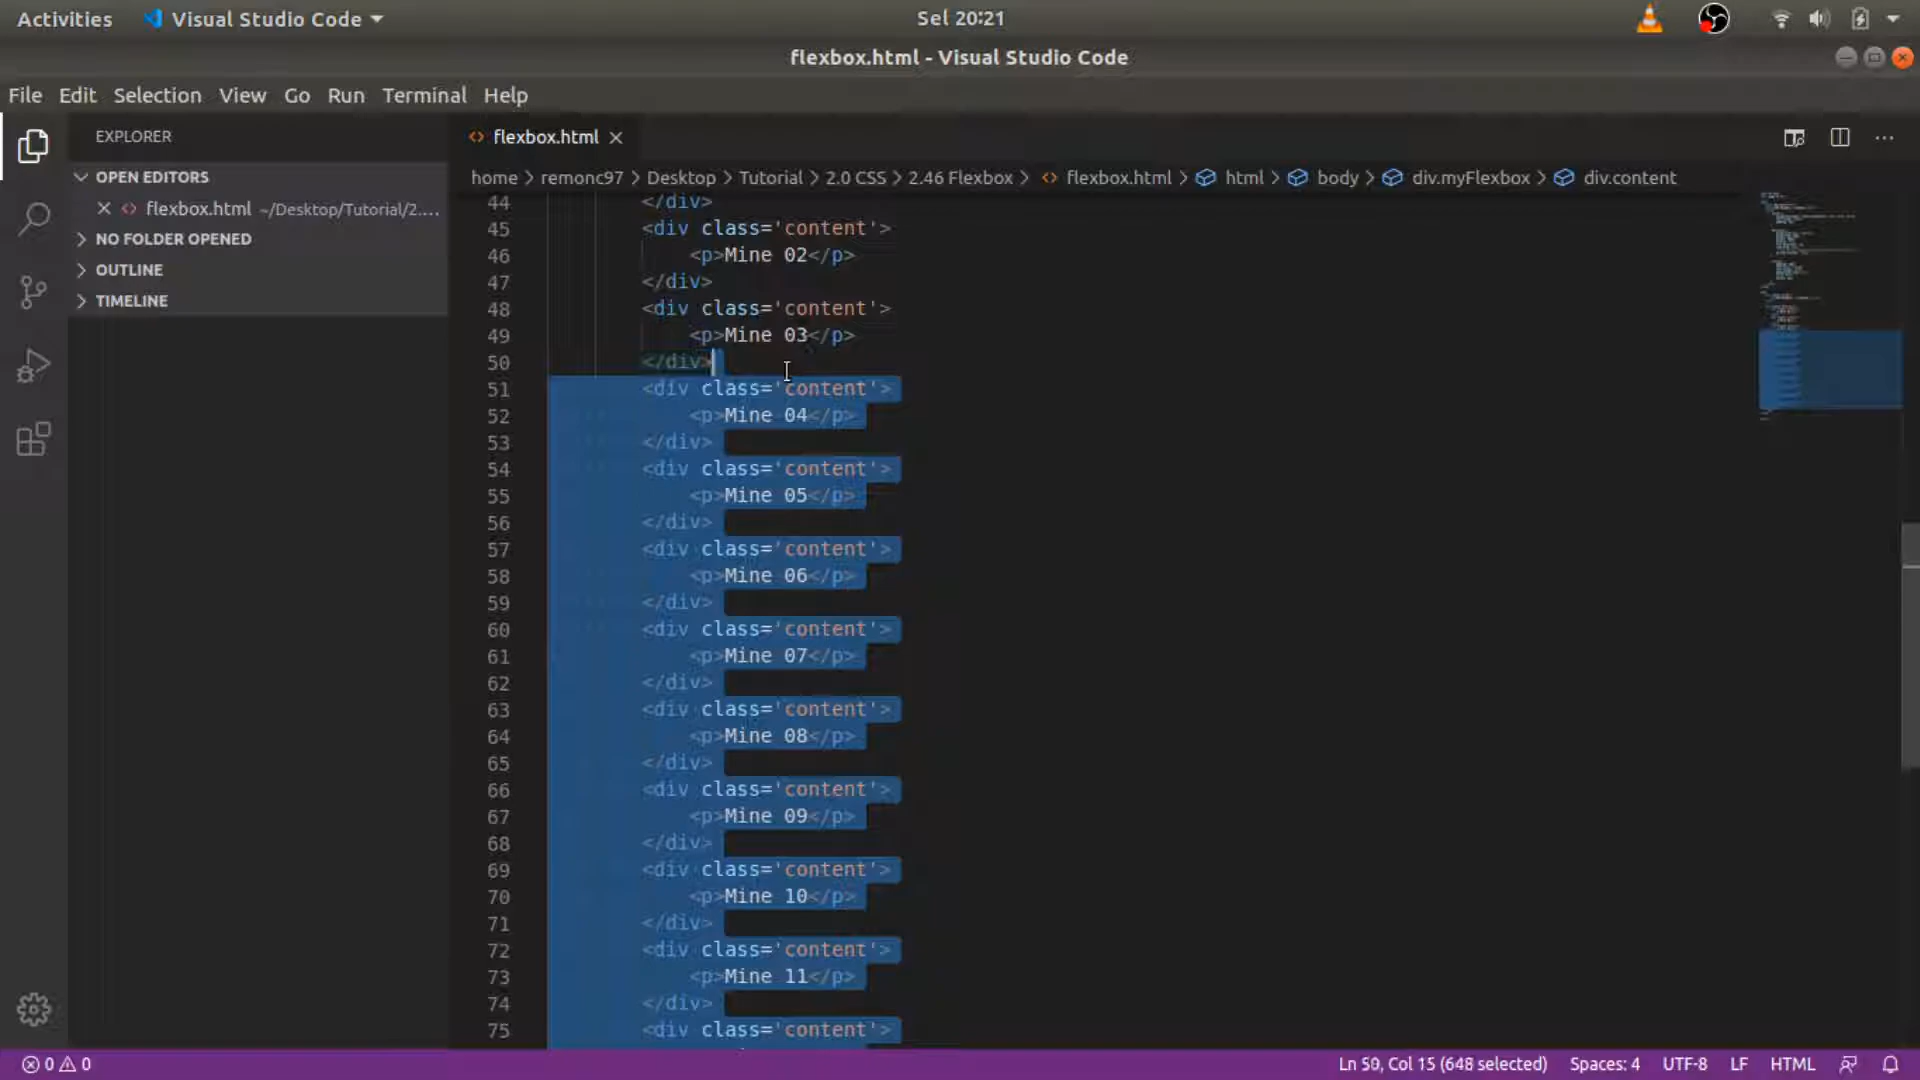 Activities Visual Studio Code Sel 20:21
flexbox.html - Visual Studio Code
File Edit Selection View Go Run Terminal Help
EXPLORER
OPEN EDITORS
flexbox.html ~/Desktop/Tutorial/2....
NO FOLDER OPENED
OUTLINE
TIMELINE
flexbox.html
home > remonc97 > Desktop > Tutorial > 2.0 CSS > 2.46 Flexbox > flexbox.html > html > body > div.myFlexbox > div.content
44 </div>
45 <div class='content'>
46 <p>Mine 02</p>
47 </div>
48 <div class='content'>
49 <p>Mine 03</p>
50 </div>
51 <div class='content'>
52 <p>Mine 04</p>
53 </div>
54 <div class='content'>
55 <p>Mine 05</p>
56 </div>
57 <div class='content'>
58 <p>Mine 06</p>
59 </div>
60 <div class='content'>
61 <p>Mine 07</p>
62 </div>
63 <div class='content'>
64 <p>Mine 08</p>
65 </div>
66 <div class='content'>
67 <p>Mine 09</p>
68 </div>
69 <div class='content'>
70 <p>Mine 10</p>
71 </div>
72 <div class='content'>
73 <p>Mine 11</p>
74 </div>
75 <div class='content'>
0 0 Ln 50, Col 15 (648 selected) Spaces: 4 UTF-8 LF HTML